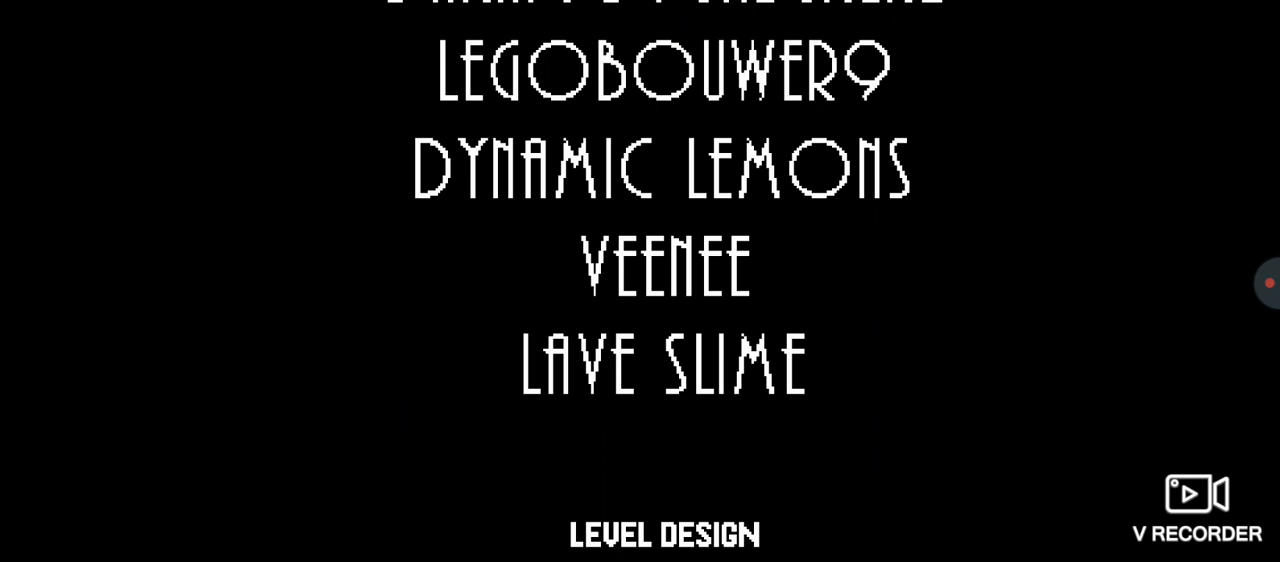 LEGOBOUWER9
DYNAMIC LEMONS
VEENEE
LAVE SLIME
LEVEL DESIGN
V RECORDER